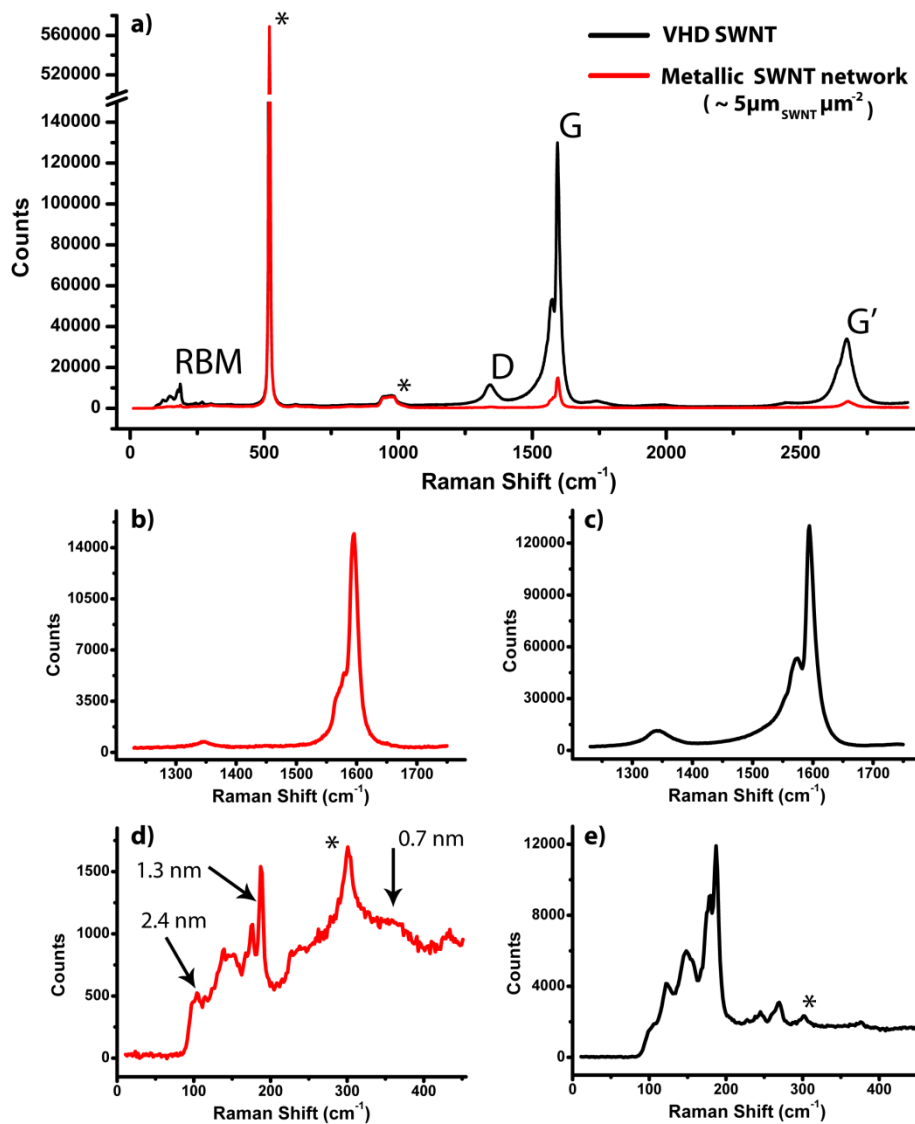 a)
*
VHD SWNT
Metallic SWNT network
( ~ 5μm SWNT μm-2)
560000
520000
140000
120000
100000
80000
60000
40000
20000
0
Counts
RBM
*
D
G
G’
0 500 1000 1500 2000 2500
Raman Shift (cm-1)
b)
14000
10500
7000
3500
0
Counts
1300 1400 1500 1600 1700
Raman Shift (cm-1)
c)
120000
90000
60000
30000
0
Counts
1300 1400 1500 1600 1700
Raman Shift (cm-1)
d)
1500
1000
500
0
Counts
2.4 nm
1.3 nm
*
0.7 nm
0 100 200 300 400
Raman Shift (cm-1)
e)
12000
8000
4000
0
Counts
*
0 100 200 300 400
Raman Shift (cm-1)